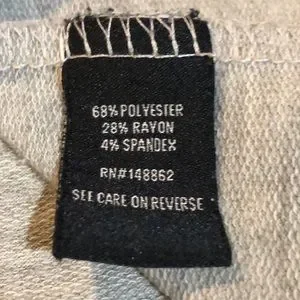 68% POLYESTER
28% RAYON
4% SPANDEX
RN#148862
SEE CARE ON REVERSE